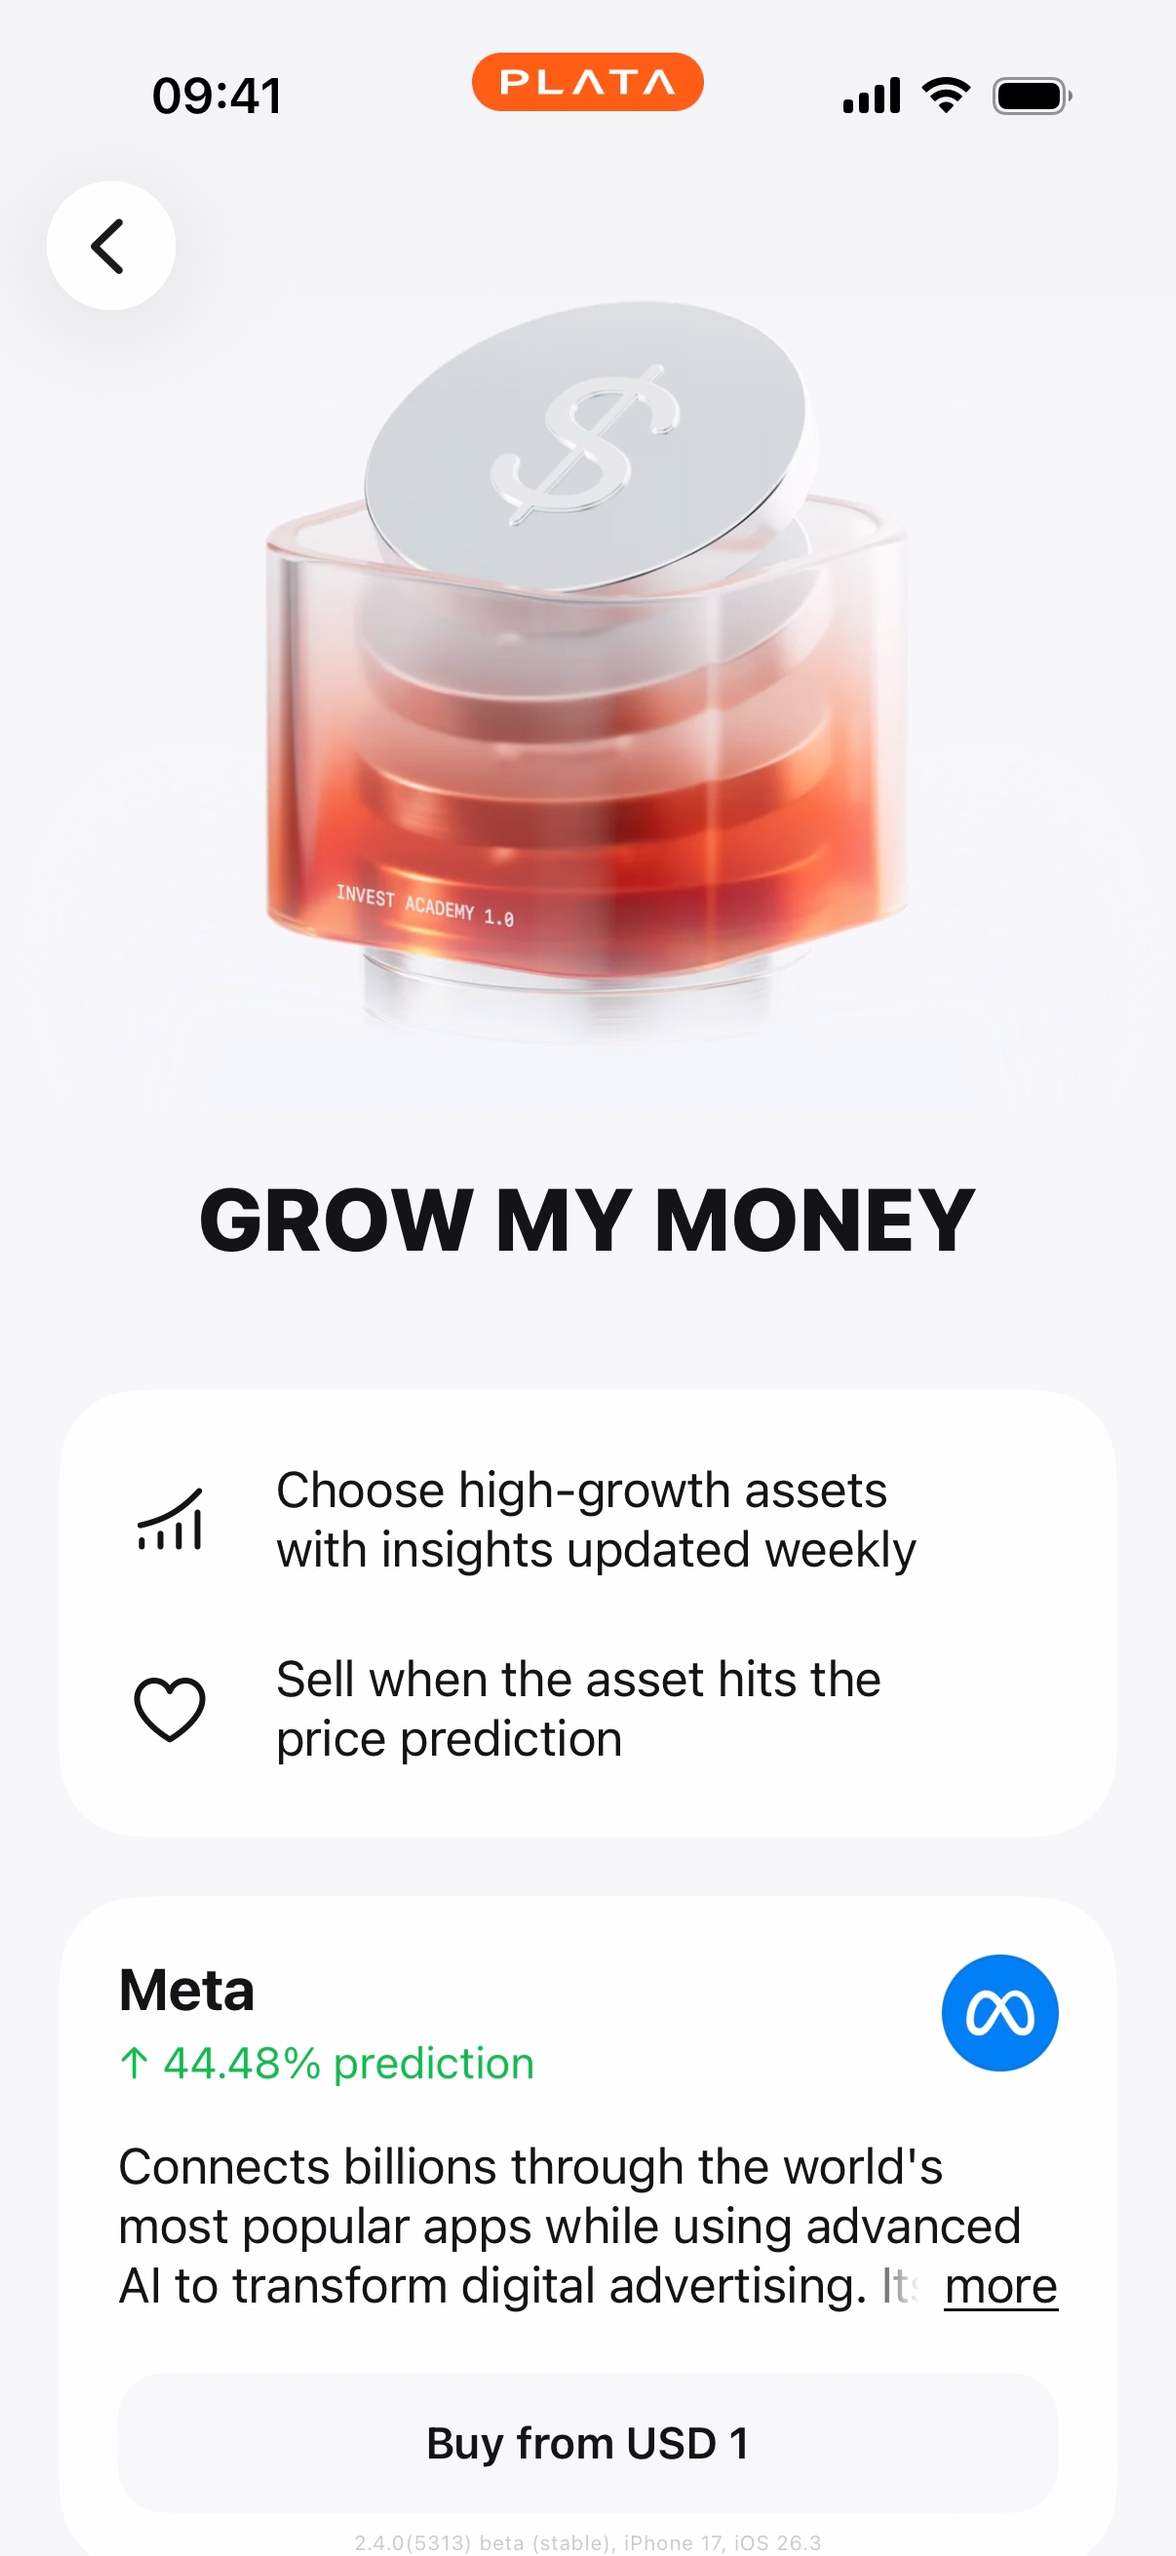 09:41
PLATA
$
INVEST ACADEMY 1.0
GROW MY MONEY
Choose high-growth assets
with insights updated weekly
Sell when the asset hits the
price prediction
Meta
↑ 44.48% prediction
Connects billions through the world's
most popular apps while using advanced
AI to transform digital advertising. Its more
Buy from USD 1
2.4.0(5313) beta (stable), iPhone 17, iOS 26.3